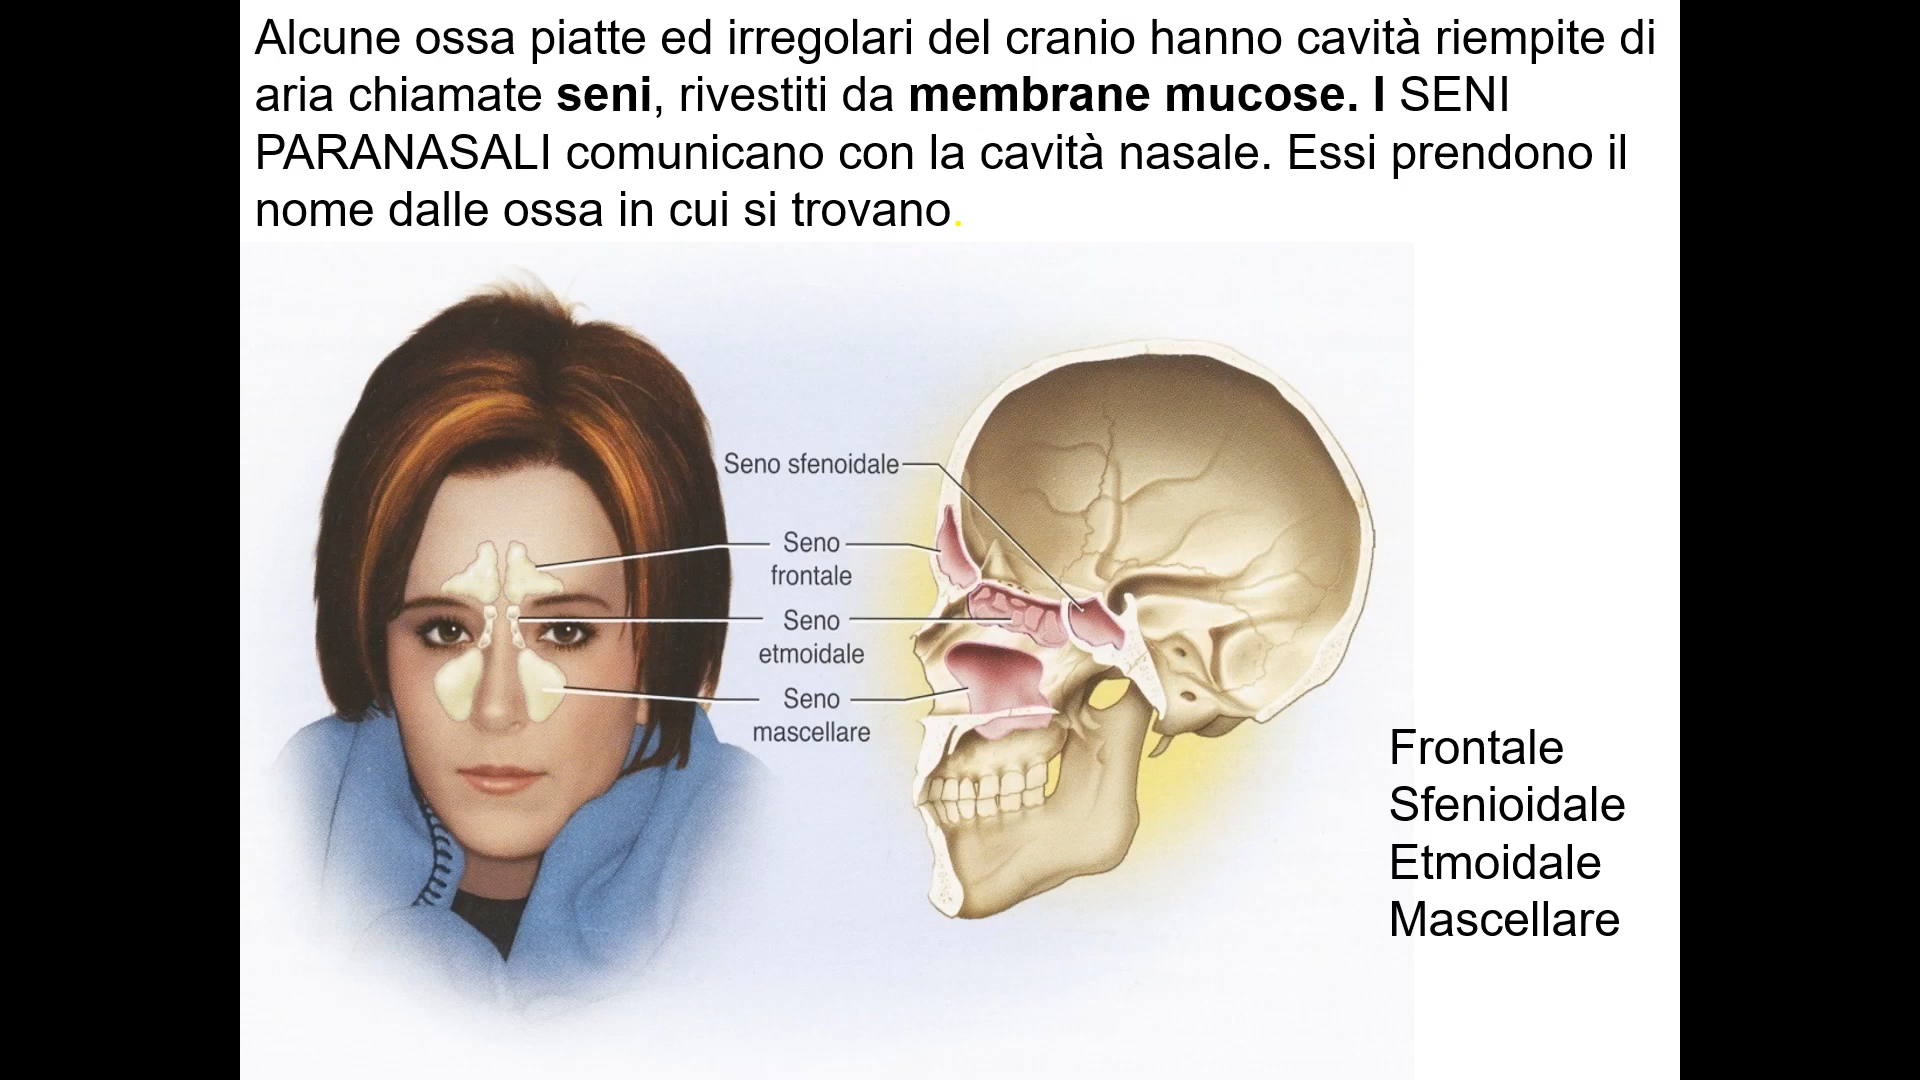 Alcune ossa piatte ed irregolari del cranio hanno cavità riempite di
aria chiamate seni, rivestiti da membrane mucose. I SENI
PARANASALI comunicano con la cavità nasale. Essi prendono il
nome dalle ossa in cui si trovano.
Seno sfenoidale
Seno
frontale
Seno
etmoidale
Seno
mascellare
Frontale
Sfenioidale
Etmoidale
Mascellare